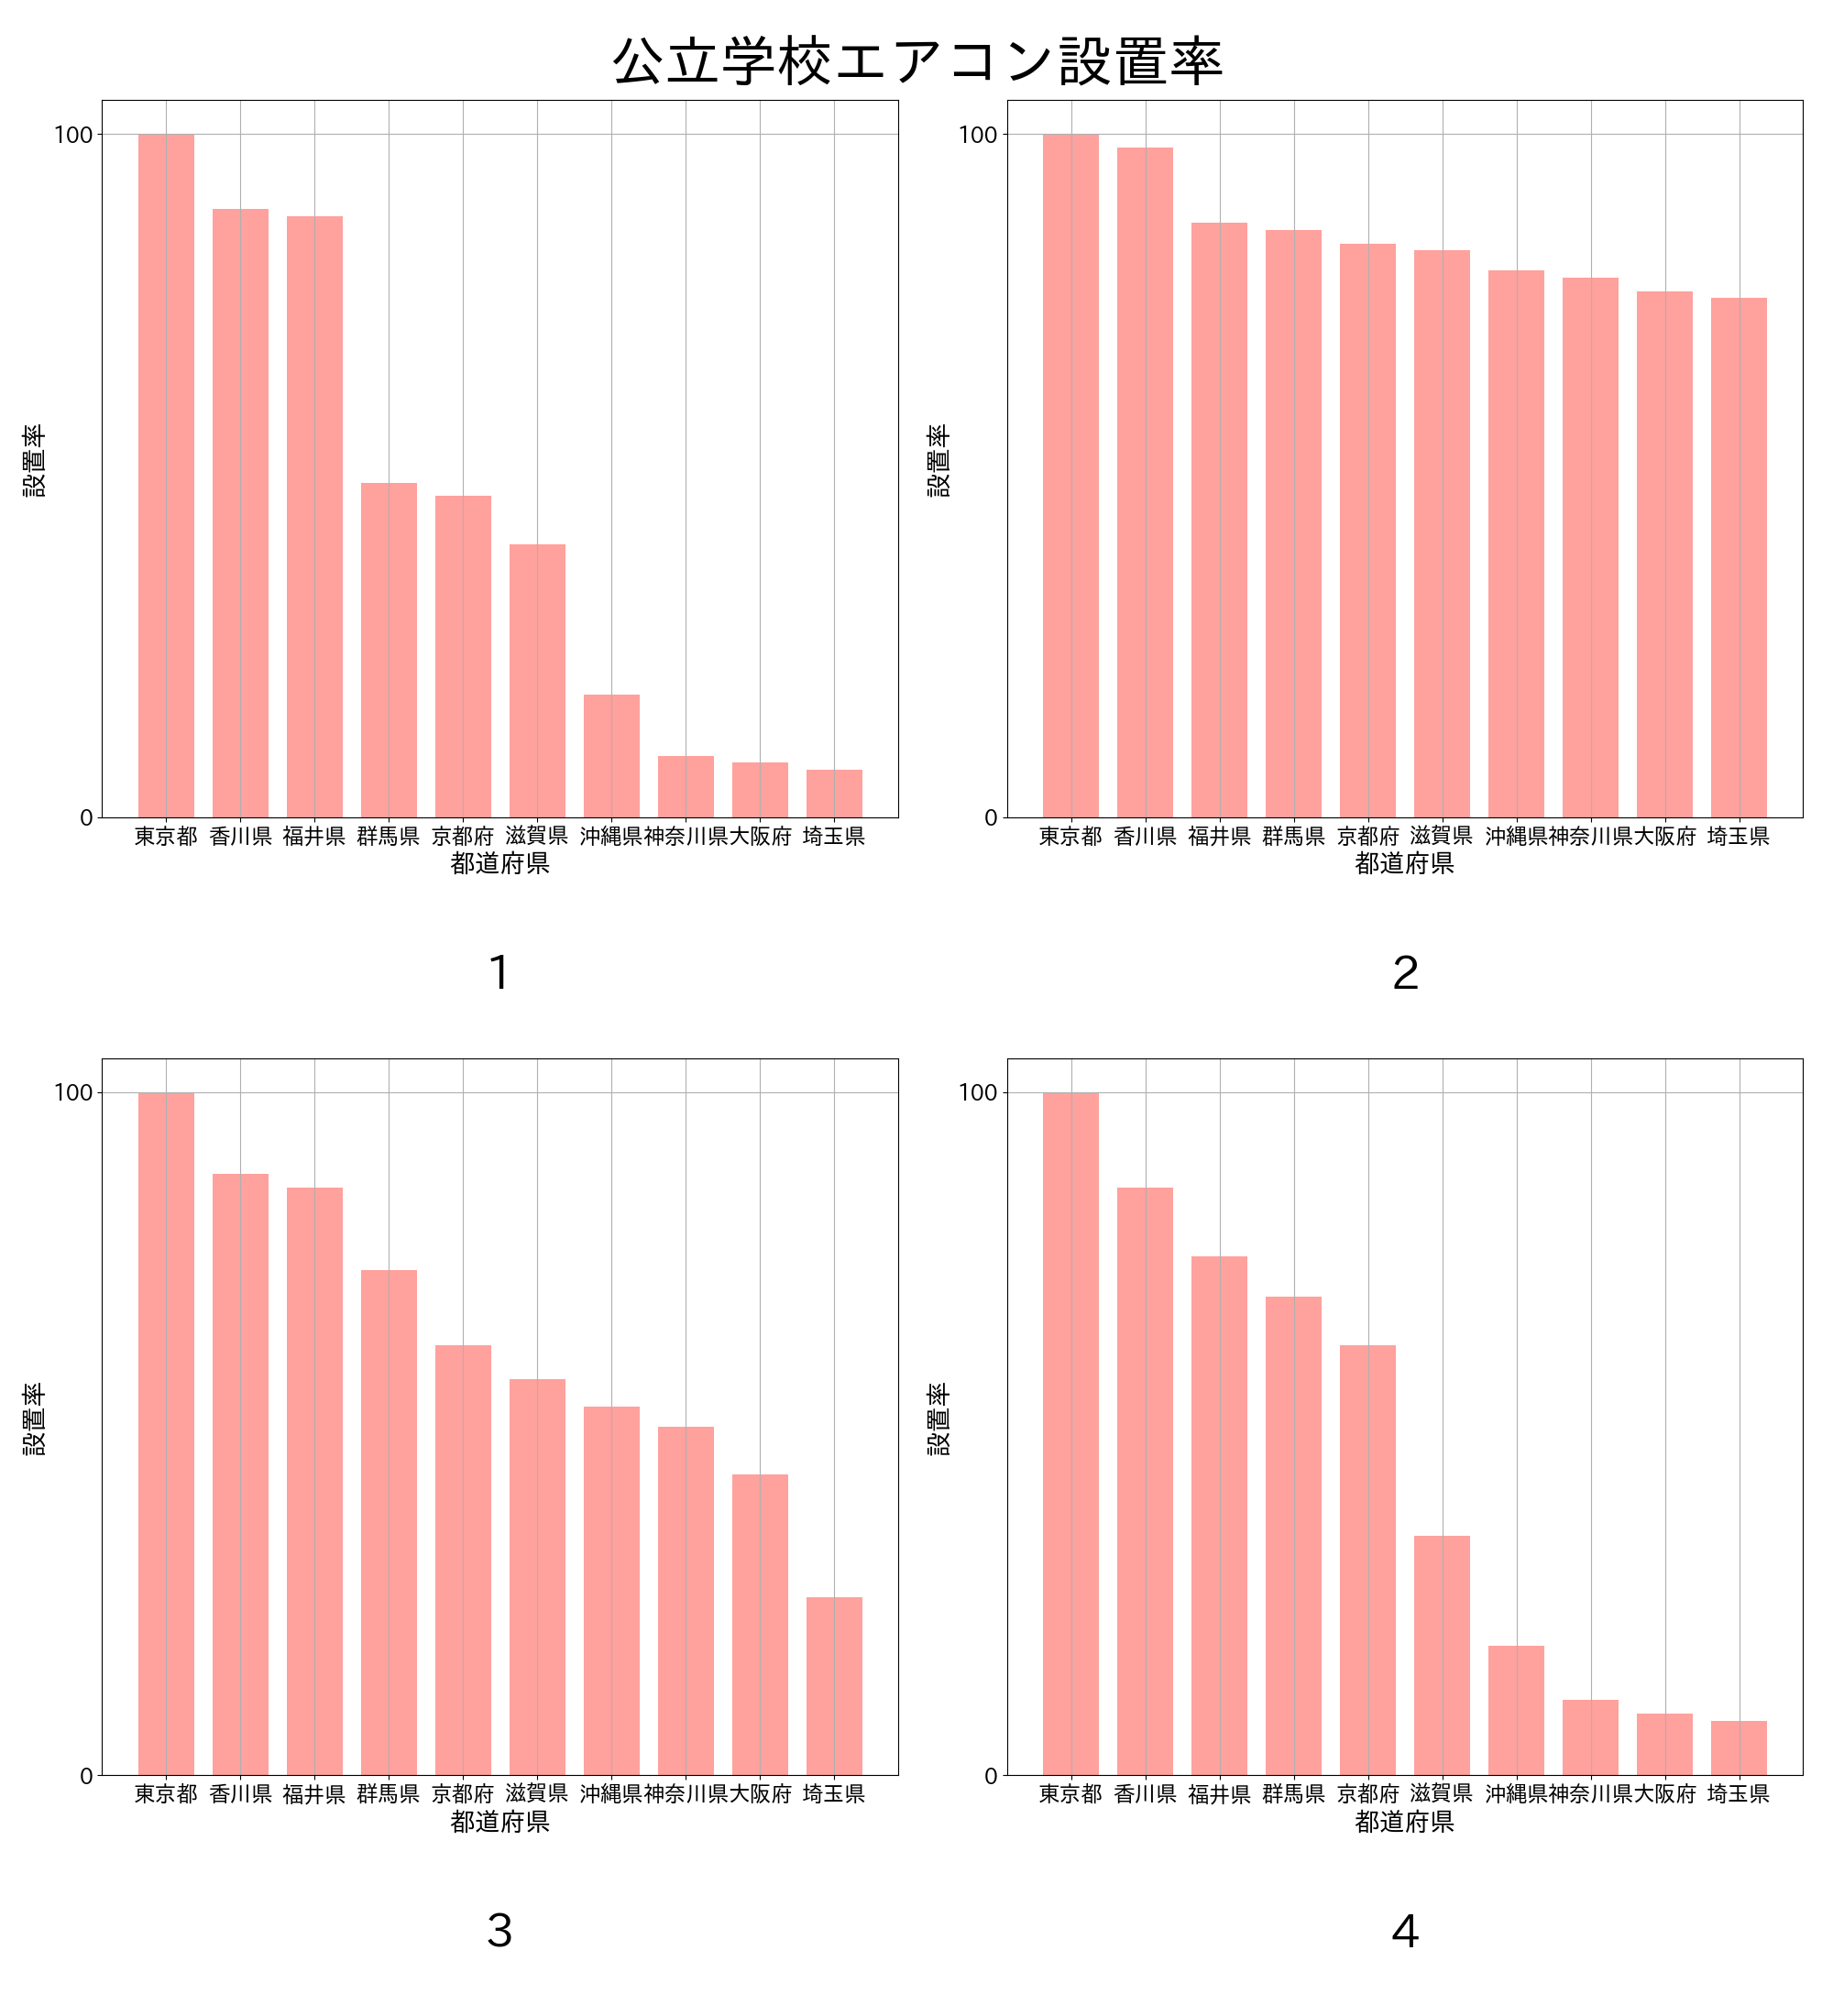 公立学校エアコン設置率
100
0
設置率
東京都 香川県 福井県 群馬県 京都府 滋賀県 沖縄県 神奈川県 大阪府 埼玉県
都道府県
1
100
0
設置率
東京都 香川県 福井県 群馬県 京都府 滋賀県 沖縄県 神奈川県 大阪府 埼玉県
都道府県
2
100
0
設置率
東京都 香川県 福井県 群馬県 京都府 滋賀県 沖縄県 神奈川県 大阪府 埼玉県
都道府県
3
100
0
設置率
東京都 香川県 福井県 群馬県 京都府 滋賀県 沖縄県 神奈川県 大阪府 埼玉県
都道府県
4